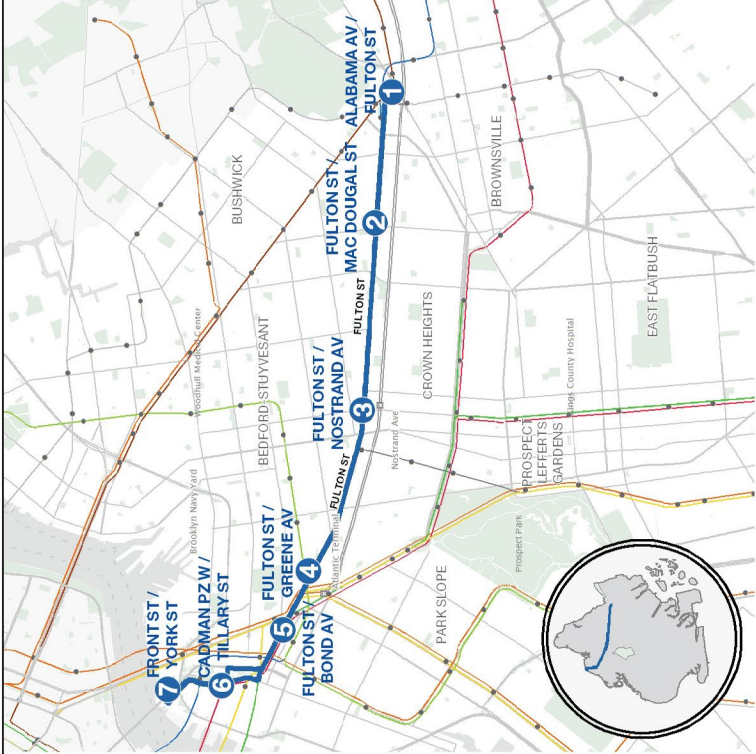 FRONT ST /
YORK ST
7
CADMAN PZ W /
TILLARY ST
6
Brooklyn Navy Yard
Woodhull Medical Center
BUSHWICK
BEDFORD-STUYVESANT
FULTON ST /
GREENE AV
5
4
FULTON ST /
BOND AV
FULTON ST /
NOSTRAND AV
3
FULTON ST
FULTON ST
FULTON ST /
MAC DOUGAL ST
2
ALABAMA AV /
FULTON ST
1
Atlantic Terminal
Nostrand Ave
CROWN HEIGHTS
BROWNSVILLE
PARK SLOPE
Prospect Park
PROSPECT
LEFFERTS
GARDENS
Kings County Hospital
EAST FLATBUSH